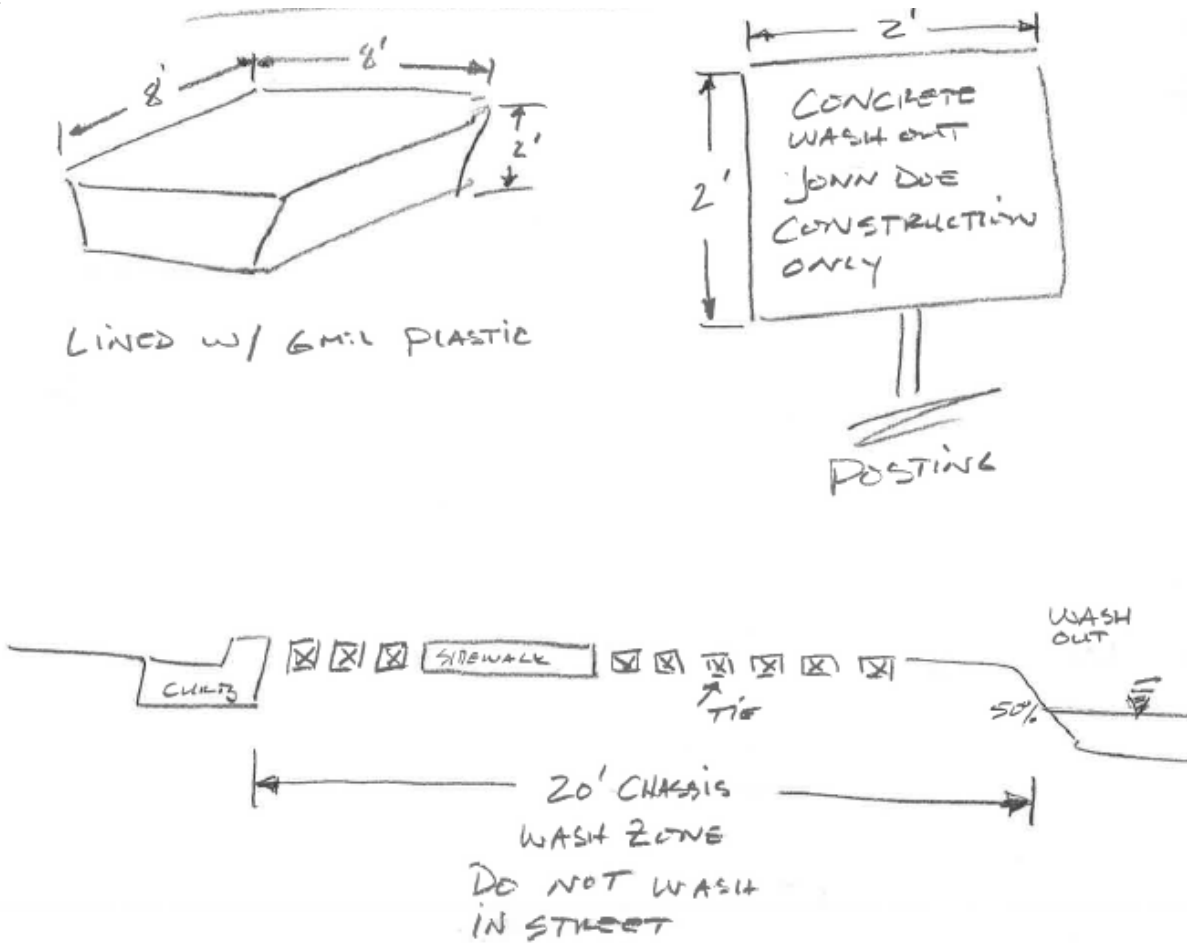 8'
8'
2'
LINED W/ 6MIL PLASTIC
2'
2'
CONCRETE
WASH OUT
JONN DOE
CONSTRUCTION
ONLY
POSTING
CURB
SIDEWALK
TIE
WASH
OUT
50%
20' CHASSIS
WASH ZONE
DO NOT WASH
IN STREET